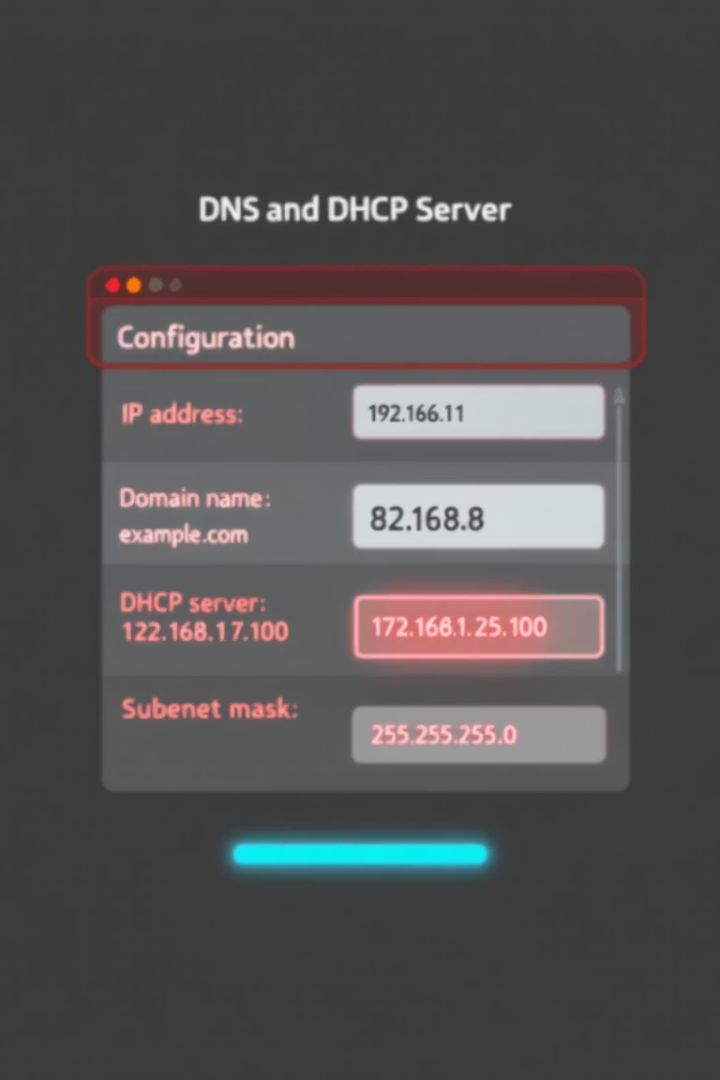 DNS and DHCP Server
Configuration
IP address:
192.166.11
Domain name:
example.com
82.168.8
DHCP server:
122.168.17.100
172.168.1.25.100
Subenet mask:
255.255.255.0